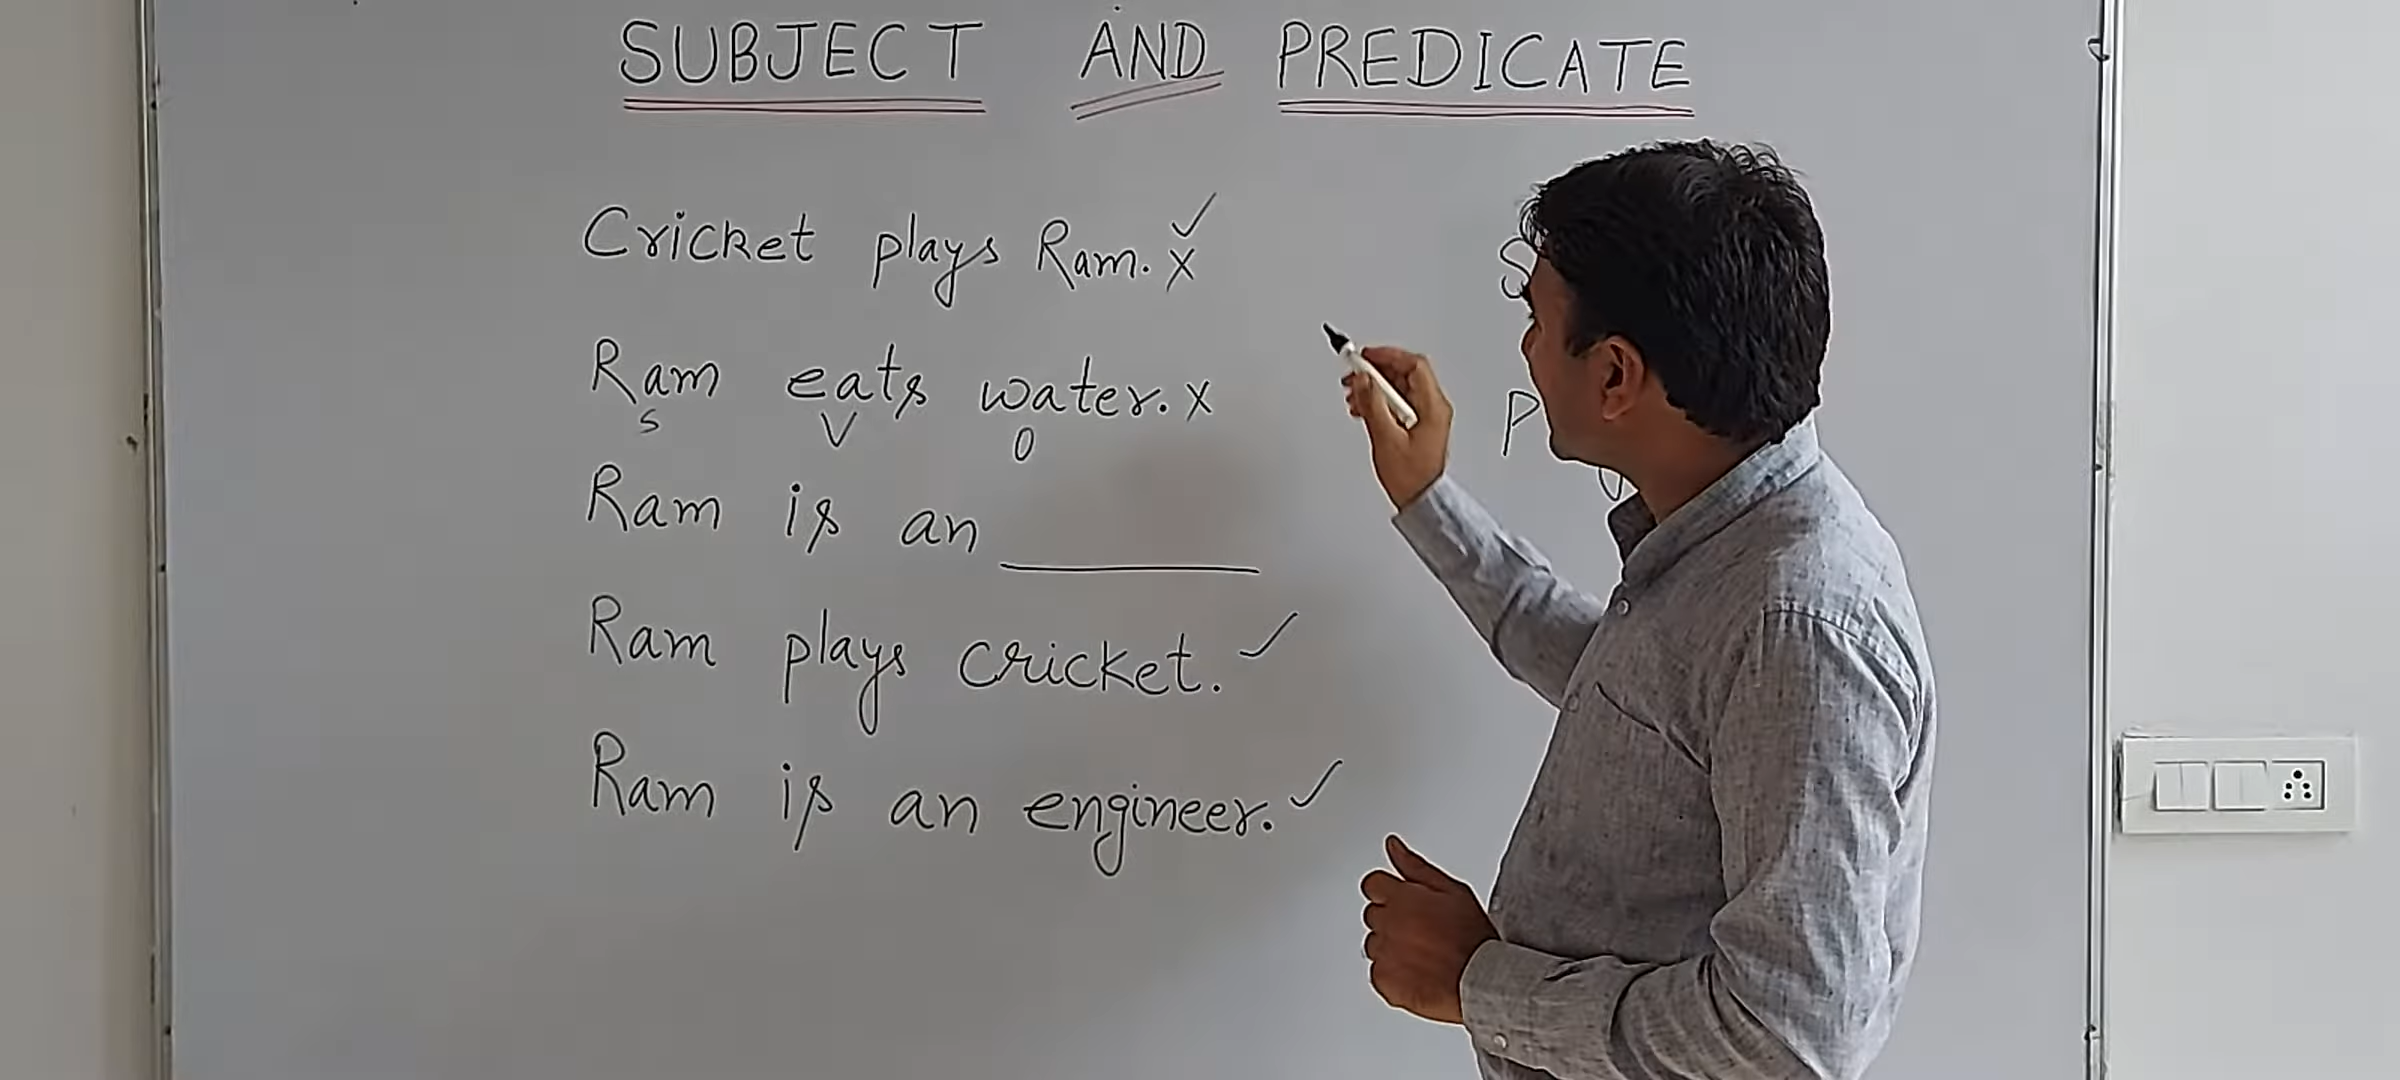 SUBJECT AND PREDICATE
Cricket plays Ram. ✓ x
Ram eats water. x
S V O
Ram is an ______
Ram plays cricket. ✓
Ram is an engineer. ✓